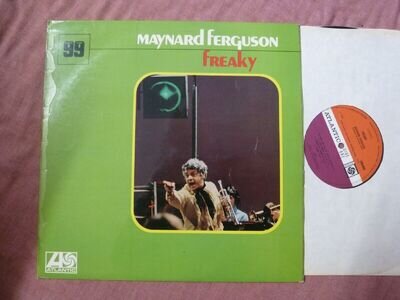 99
MAYNARD FERGUSON
FREAKY
ATLANTIC
ATLANTIC